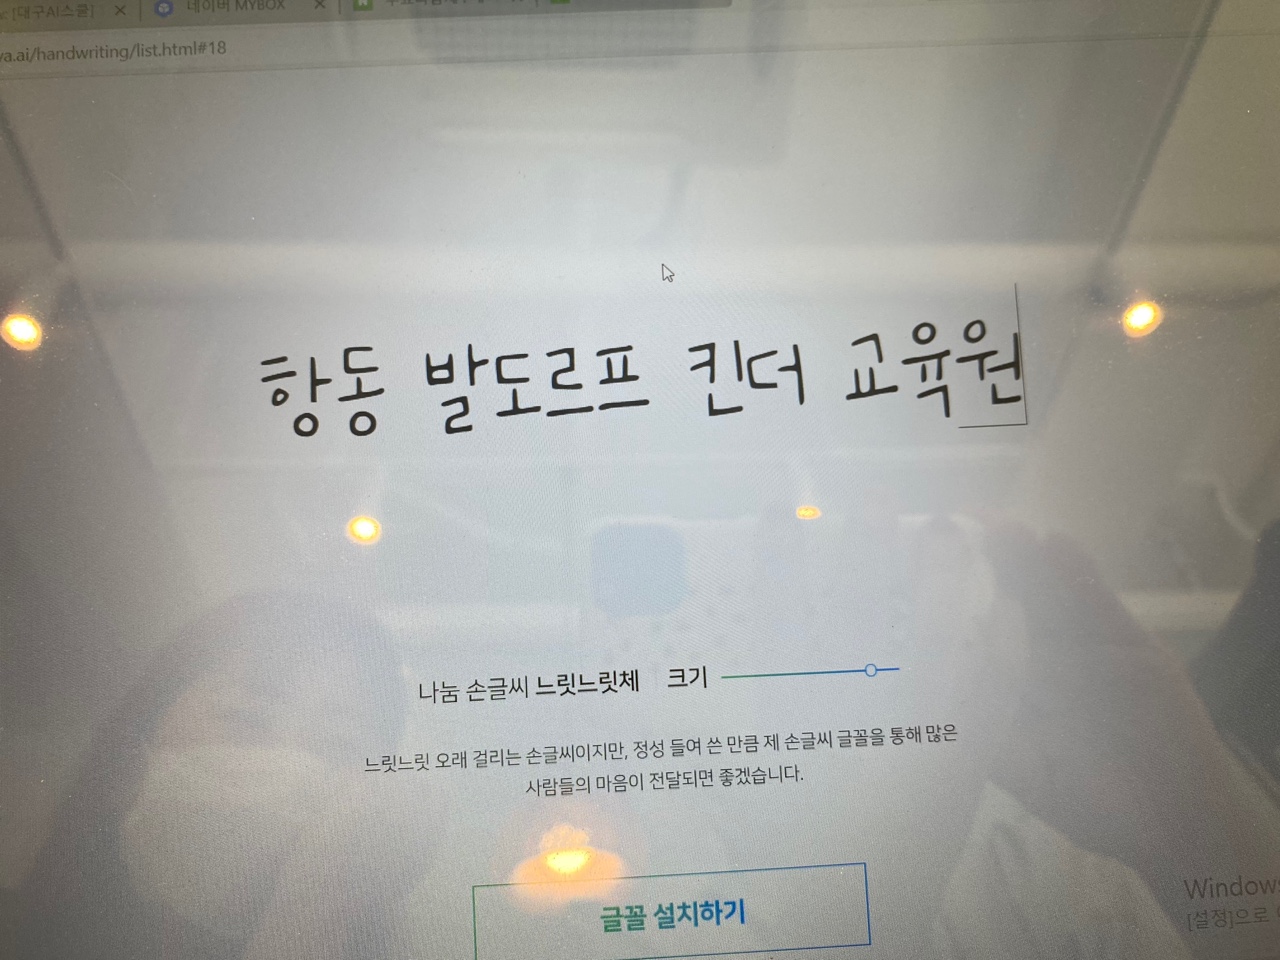 [대구AI스쿨]
네이버 MYBOX
va.ai/handwriting/list.html#18
항동 발도르프 킨더 교육원
나눔 손글씨 느릿느릿체 크기
느릿느릿 오래 걸리는 손글씨이지만, 정성 들여 쓴 만큼 제 손글씨 글꼴을 통해 많은
사람들의 마음이 전달되면 좋겠습니다.
글꼴 설치하기
Windows
[설정]으로